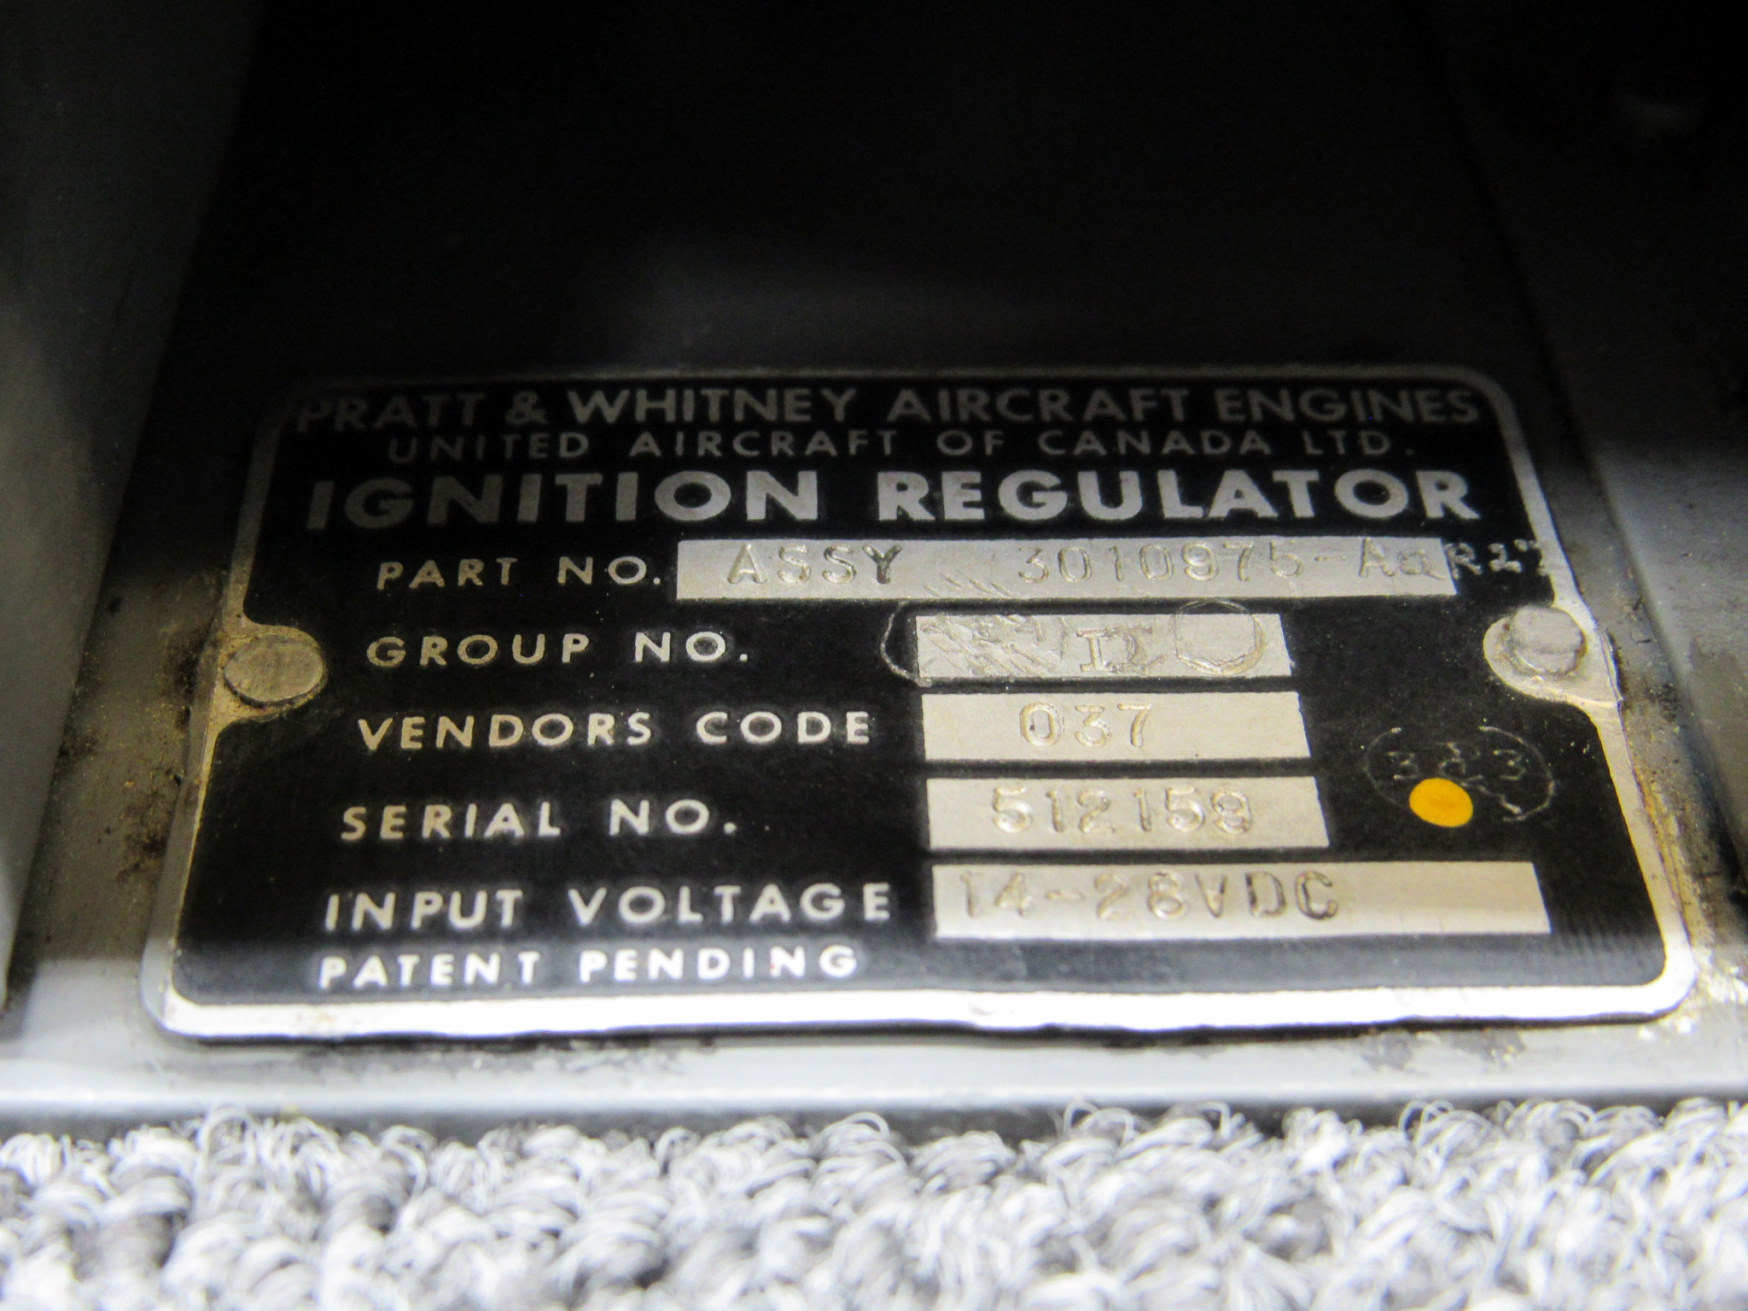 PRATT & WHITNEY AIRCRAFT ENGINES
UNITED AIRCRAFT OF CANADA LTD.
IGNITION REGULATOR
PART NO. ASSY 3010975-A
GROUP NO.
VENDORS CODE 037
SERIAL NO. 512159
INPUT VOLTAGE 14-28VDC
PATENT PENDING